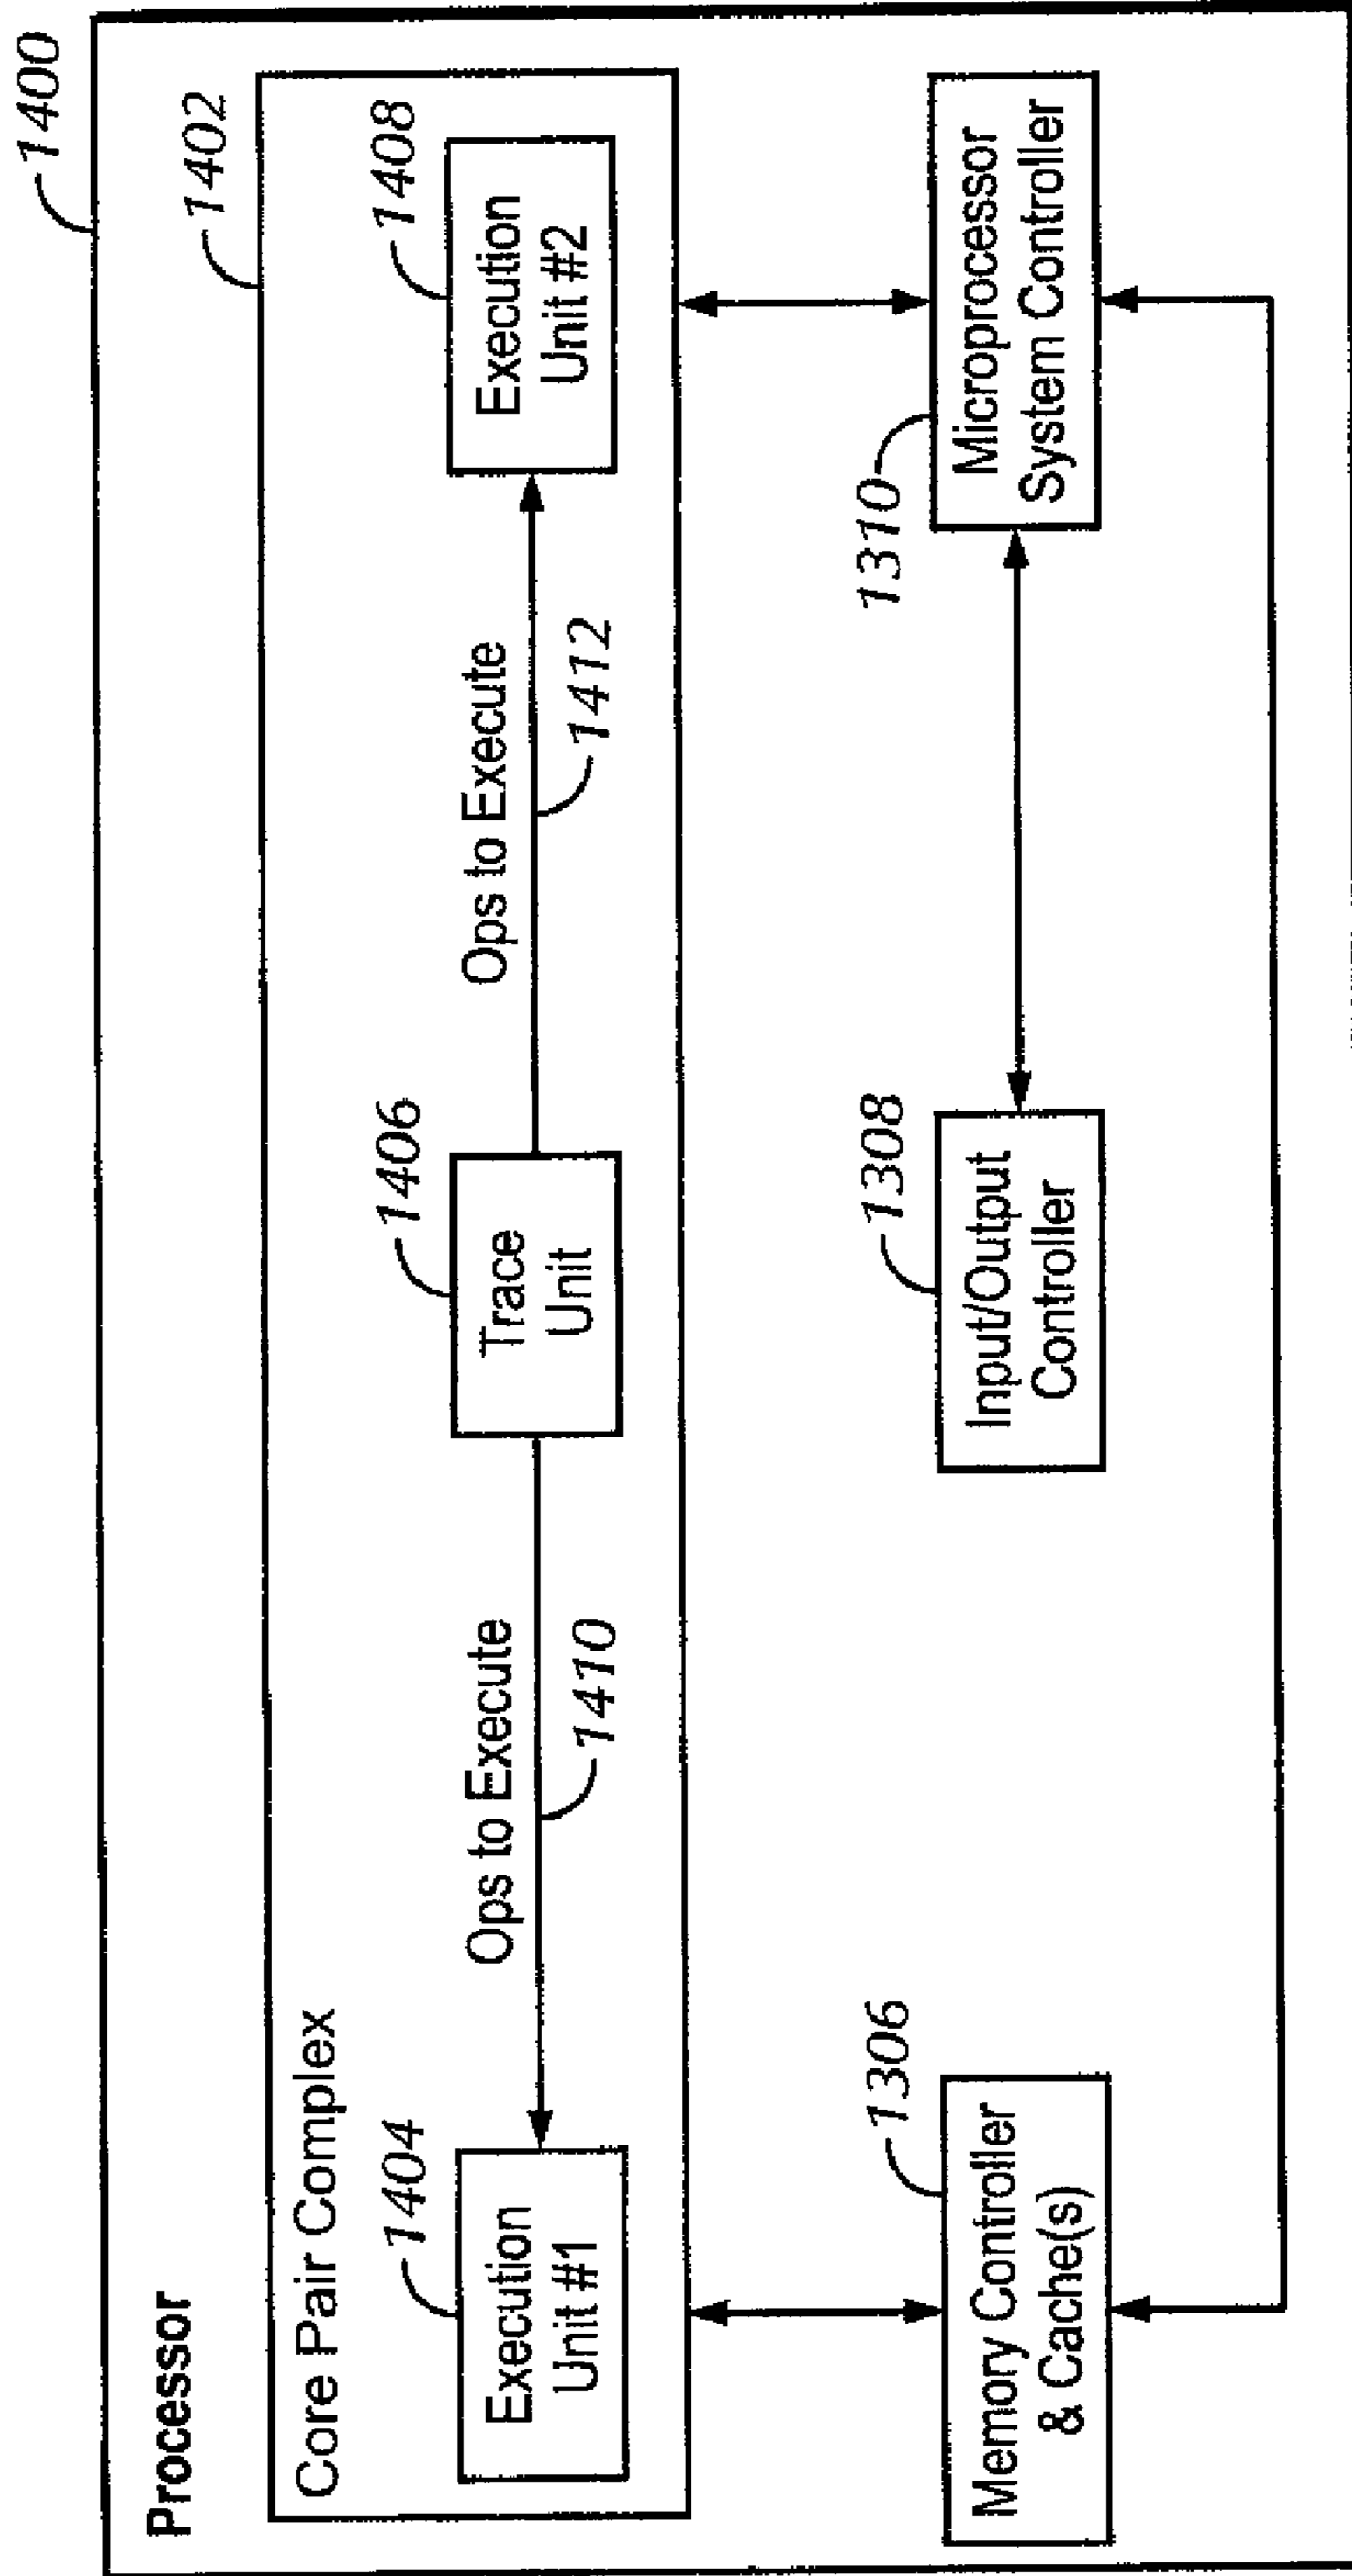 1400
Processor
1402
Core Pair Complex
1404
1406
1408
Execution
Unit #1
Ops to Execute
1410
Trace
Unit
Ops to Execute
1412
Execution
Unit #2
1306
1308
1310
Memory Controller
& Cache(s)
Input/Output
Controller
Microprocessor
System Controller